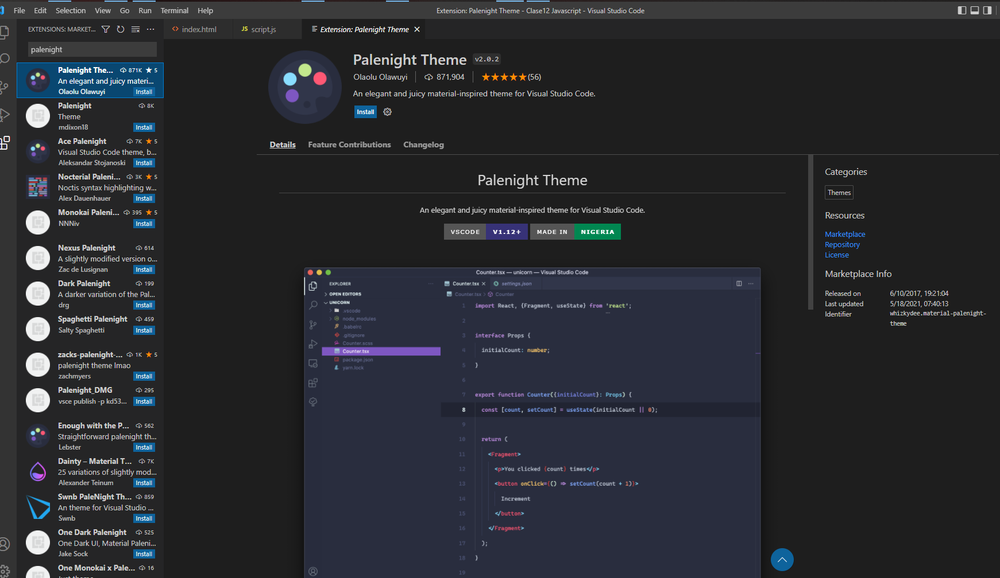 File Edit Selection View Go Run Terminal Help
Extension: Palenight Theme - Clase12 Javascript - Visual Studio Code
EXTENSIONS: MARKET...
palenight
Palenight The... 871K ★ 5
An elegant and juicy materi...
Olaolu Olawuyi Install
Palenight 8K
Theme
mdixon18 Install
Ace Palenight 7K ★ 5
Visual Studio Code theme, b...
Aleksandar Stojanoski Install
Nocterial Paleni... 3K ★ 5
Noctis syntax highlighting w...
Alex Dauenhauer Install
Monokai Paleni... 395 ★ 5
NNNiv Install
Nexus Palenight 614
A slightly modified version o...
Zac de Lusignan Install
Dark Palenight 199
A darker variation of the Pal...
drg Install
Spaghetti Palenight 459
Salty Spaghetti Install
zacks-palenight-... 1K ★ 5
palenight theme lmao
zachmyers Install
Palenight_DMG 295
vsce publish -p kd53... Install
Enough with the P... 562
Straightforward palenight th...
Lebster Install
Dainty – Material T... 7K
25 variations of slightly mod...
Alexander Teinum Install
Swnb PaleNight Th... 859
An theme for Visual Studio ...
Swnb Install
One Dark Palenight 525
One Dark UI, Material Paleni...
Jake Sock Install
One Monokai x Pale... 16
Just theme
index.html
JS script.js
Extension: Palenight Theme
Palenight Theme v2.0.2
Olaolu Olawuyi 871,904 ★★★★★(56)
An elegant and juicy material-inspired theme for Visual Studio Code.
Install
Details Feature Contributions Changelog
Palenight Theme
An elegant and juicy material-inspired theme for Visual Studio Code.
VSCODE V1.12+ MADE IN NIGERIA
Counter.tsx — unicorn — Visual Studio Code
EXPLORER
OPEN EDITORS
UNICORN
.vscode
node_modules
.babelrc
.gitignore
Counter.scss
Counter.tsx
package.json
yarn.lock
Counter.tsx settings.json
Counter.tsx > Counter
1 import React, {Fragment, useState} from 'react';
2
3 interface Props {
4 initialCount: number;
5 }
6
7 export function Counter({initialCount}: Props) {
8 const [count, setCount] = useState(initialCount || 0);
9
10 return (
11 <Fragment>
12 <p>You clicked {count} times</p>
13 <button onClick={() => setCount(count + 1)}>
14 Increment
15 </button>
16 </Fragment>
17 );
18 }
19
Categories
Themes
Resources
Marketplace
Repository
License
Marketplace Info
Released on 6/10/2017, 19:21:04
Last updated 5/18/2021, 07:40:13
Identifier whizkydee.material-palenight-
theme